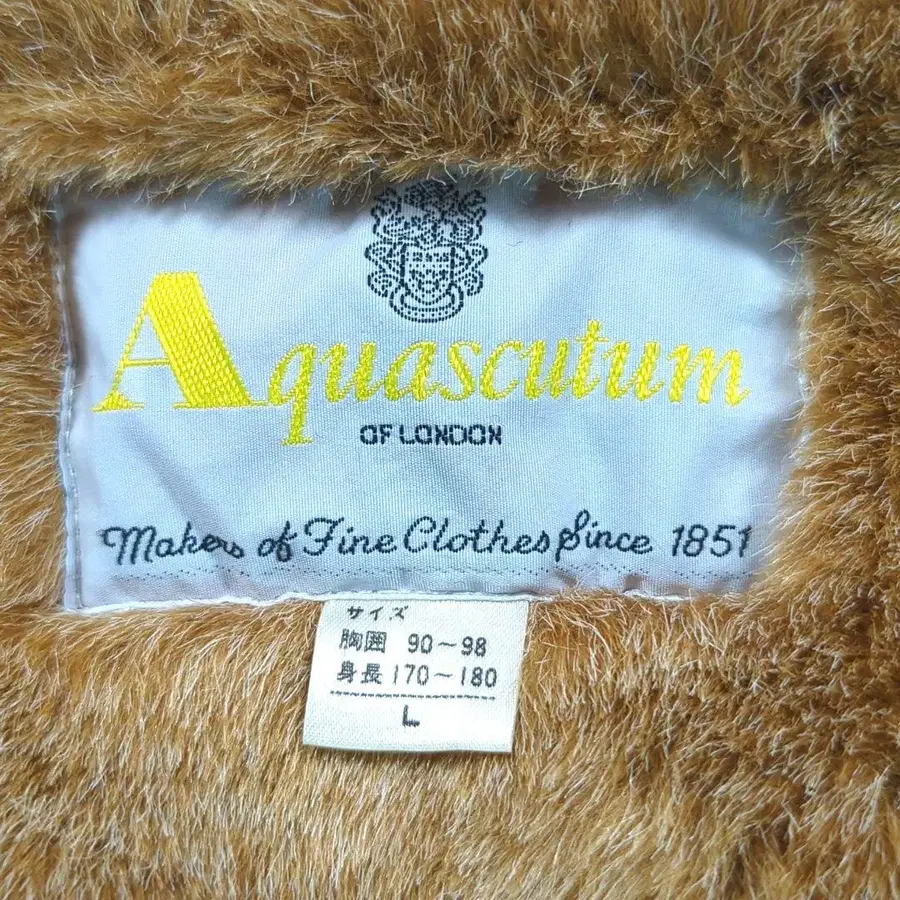 Aquascutum
OF LONDON
Makers of Fine Clothes Since 1851
サイズ
胸囲 90~98
身長 170~180
L